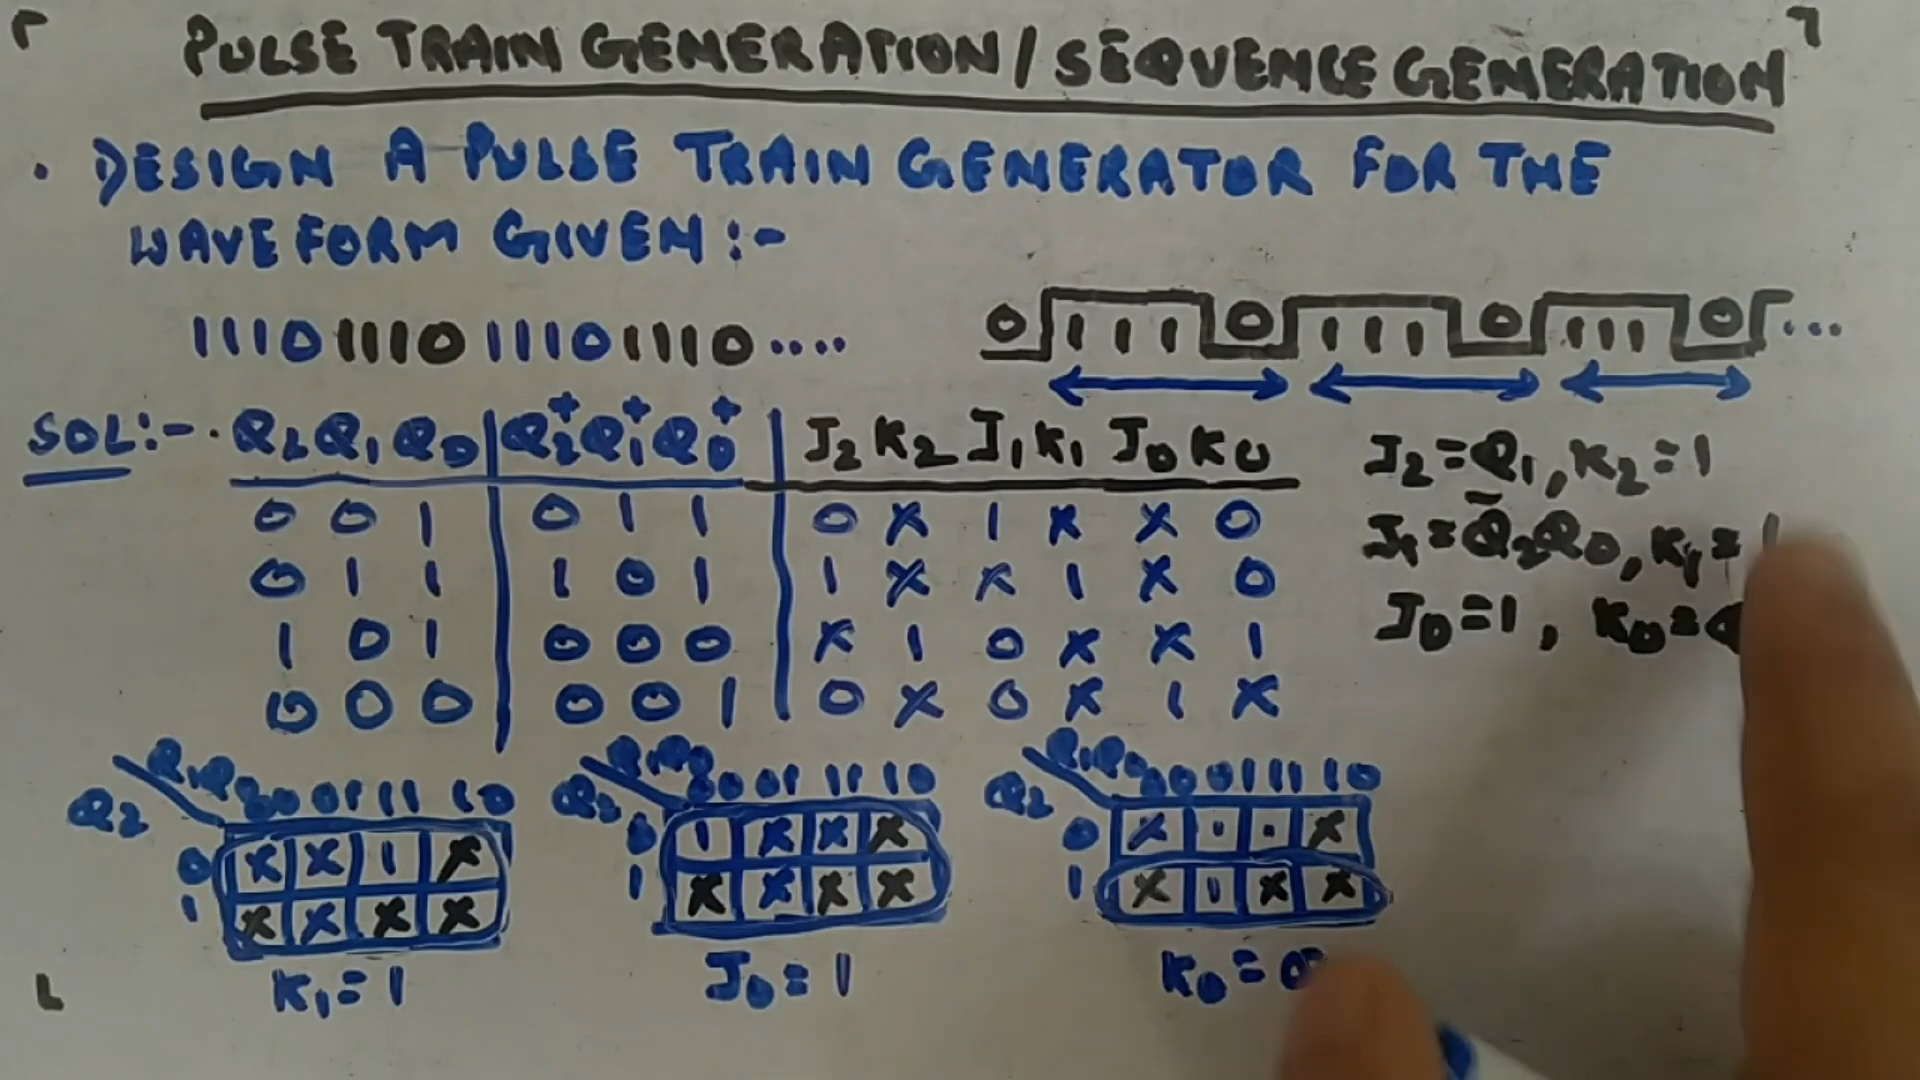 PULSE TRAIN GENERATION / SEQUENCE GENERATION
. DESIGN A PULSE TRAIN GENERATOR FOR THE
WAVEFORM GIVEN :-
1110111011101110....
0 1 1 1 0 1 1 1 0 1 1 1 0 ...
SOL:- . Q2 Q1 Q0 Q2+ Q1+ Q0+ J2 K2 J1 K1 J0 K0
0 0 1 0 1 1 0 X 1 X X 0
0 1 1 1 0 1 1 X X 1 X 0
1 0 1 0 0 0 X 1 0 X X 1
0 0 0 0 0 1 0 X 0 X 1 X
J2 = Q1, K2 = 1
J1 = Q̄2Q0, K1 = 1
J0 = 1, K0 =
Q1Q0 00 01 11 10
Q2
0 X X 1 X
1 X X X X
K1 = 1
Q1Q0 00 01 11 10
Q2
0 1 X X X
1 X X X X
J0 = 1
Q1Q0 00 01 11 10
Q2
0 X 0 0 X
1 X 1 X X
K0 =